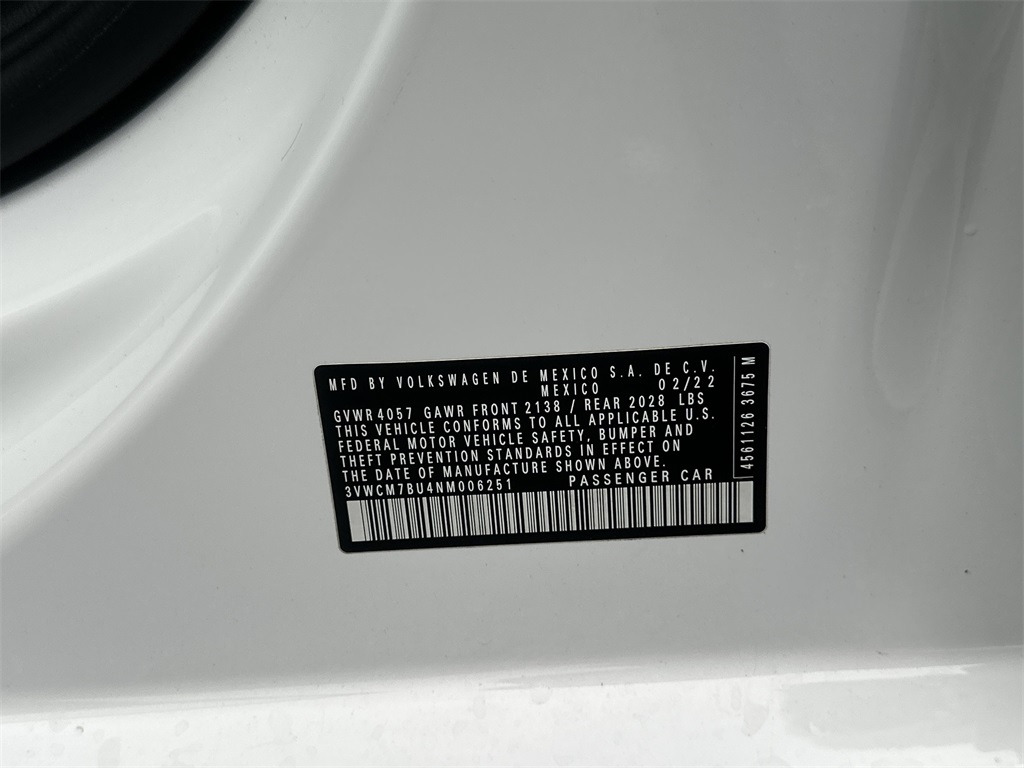 MFD BY VOLKSWAGEN DE MEXICO S.A. DE C.V.
MEXICO 02/22
GVWR 4057 GAWR FRONT 2138 / REAR 2028 LBS
THIS VEHICLE CONFORMS TO ALL APPLICABLE U.S.
FEDERAL MOTOR VEHICLE SAFETY, BUMPER AND
THEFT PREVENTION STANDARDS IN EFFECT ON
THE DATE OF MANUFACTURE SHOWN ABOVE.
3VWCM7BU4NM006251 PASSENGER CAR
4561126 3675 M